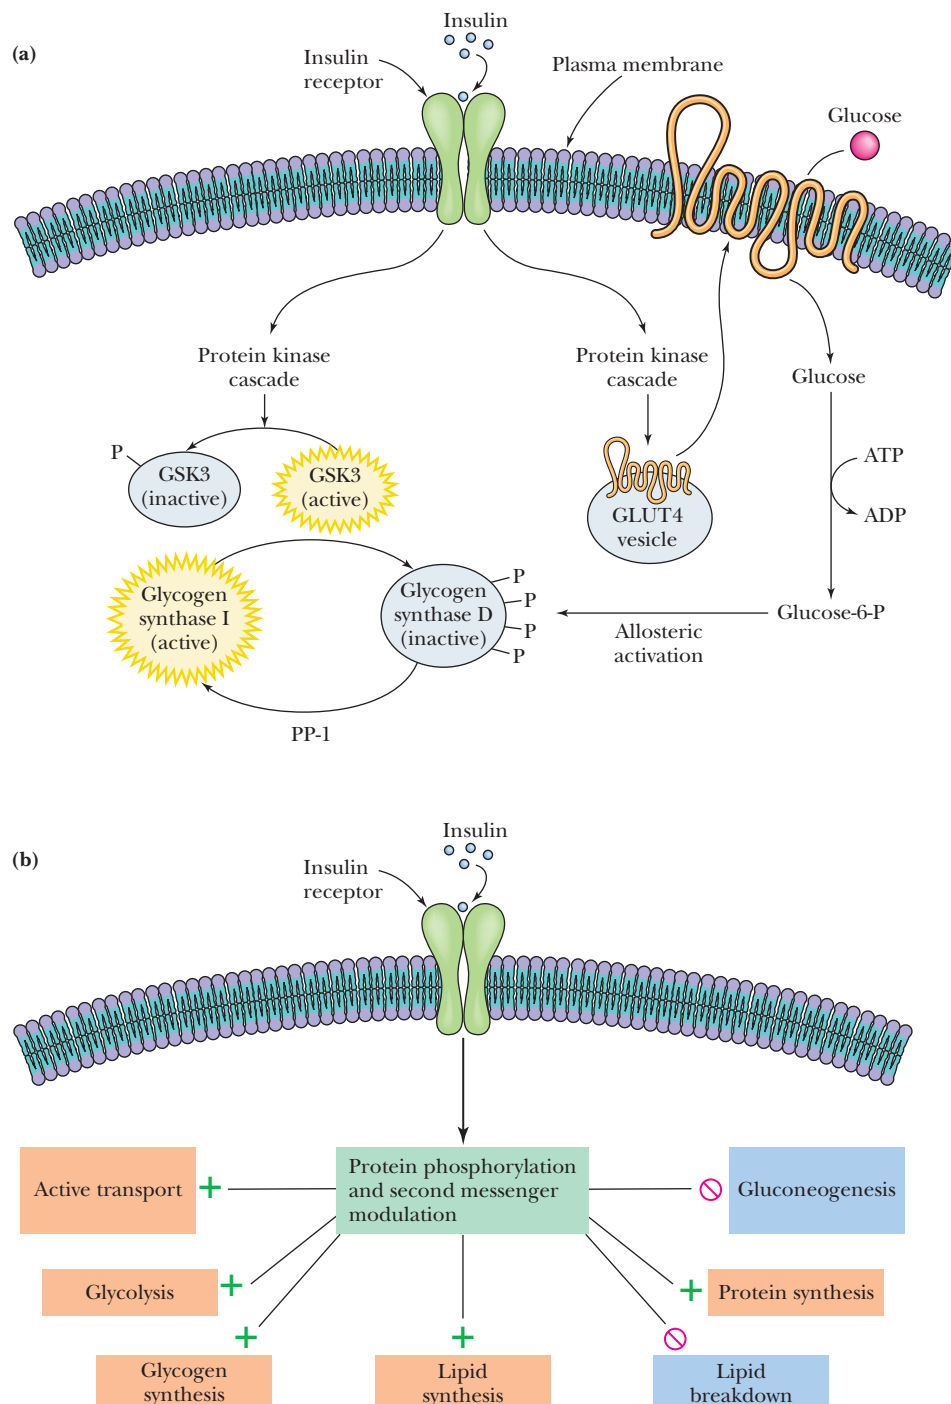 (a)
Insulin
Insulin
receptor
Plasma membrane
Glucose
Protein kinase
cascade
Protein kinase
cascade
Glucose
P
GSK3
(inactive)
GSK3
(active)
GLUT4
vesicle
ATP
ADP
Glycogen
synthase I
(active)
Glycogen
synthase D
(inactive)
P
P
P
P
Glucose-6-P
Allosteric
activation
PP-1
(b)
Insulin
Insulin
receptor
Active transport
Protein phosphorylation
and second messenger
modulation
Gluconeogenesis
Glycolysis
Protein synthesis
Glycogen
synthesis
Lipid
synthesis
Lipid
breakdown